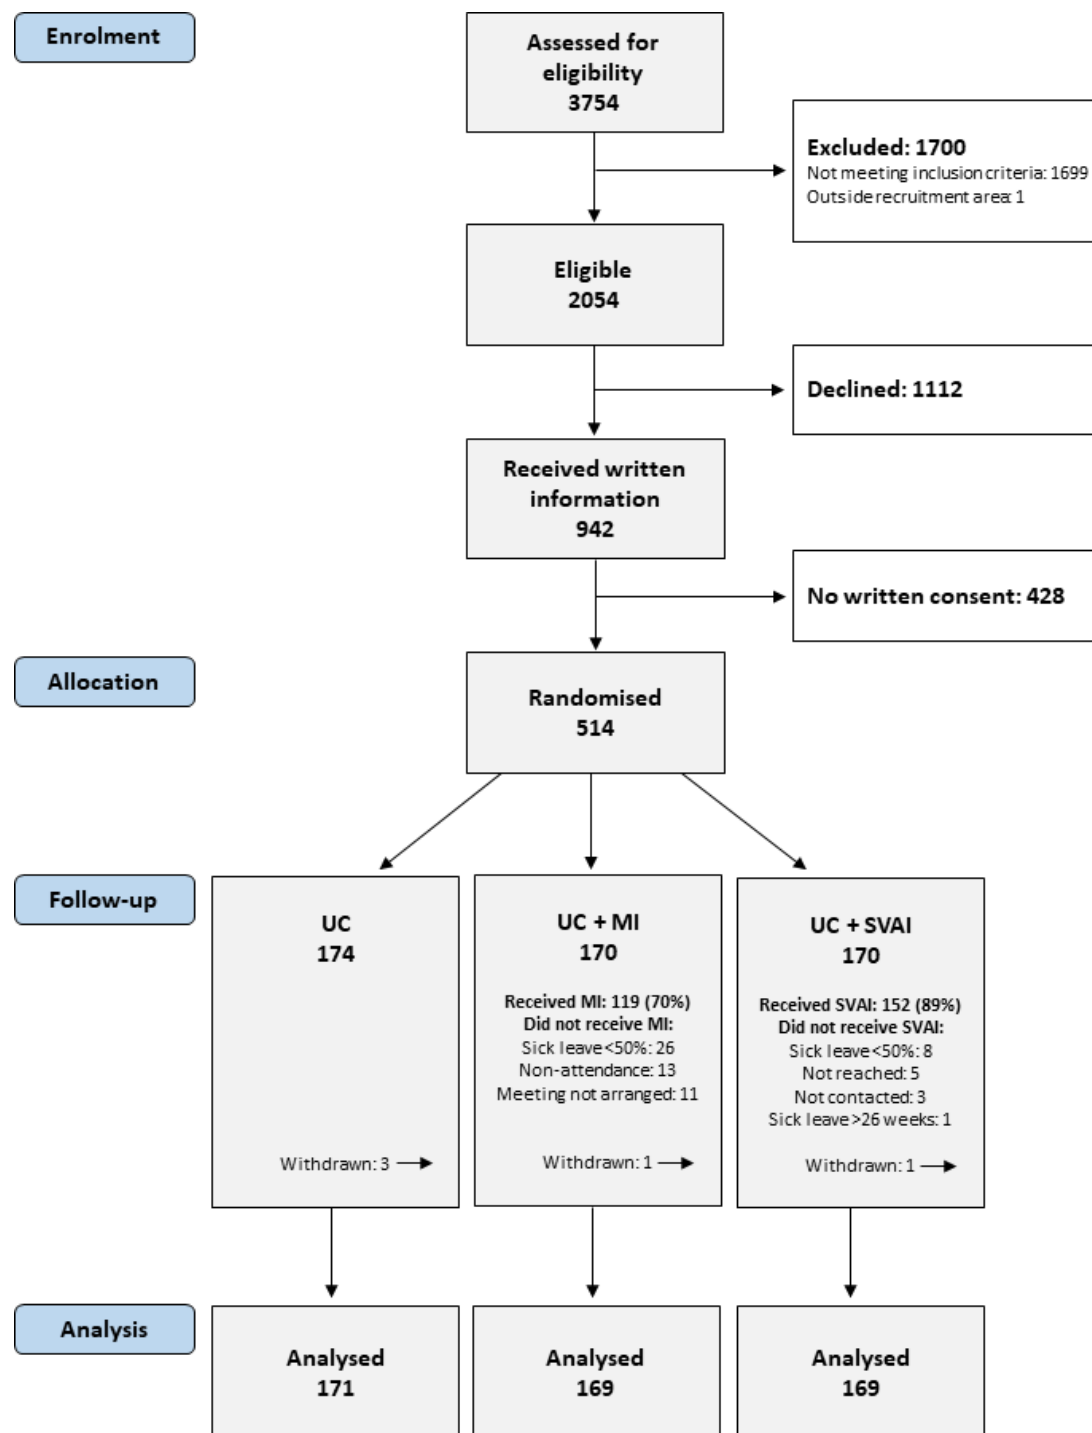 Enrolment
Assessed for
eligibility
3754
Excluded: 1700
Not meeting inclusion criteria: 1699
Outside recruitment area: 1
Eligible
2054
Declined: 1112
Received written
information
942
No written consent: 428
Allocation
Randomised
514
Follow-up
UC
174
Withdrawn: 3
UC + MI
170
Received MI: 119 (70%)
Did not receive MI:
Sick leave <50%: 26
Non-attendance: 13
Meeting not arranged: 11
Withdrawn: 1
UC + SVAI
170
Received SVAI: 152 (89%)
Did not receive SVAI:
Sick leave <50%: 8
Not reached: 5
Not contacted: 3
Sick leave >26 weeks: 1
Withdrawn: 1
Analysis
Analysed
171
Analysed
169
Analysed
169